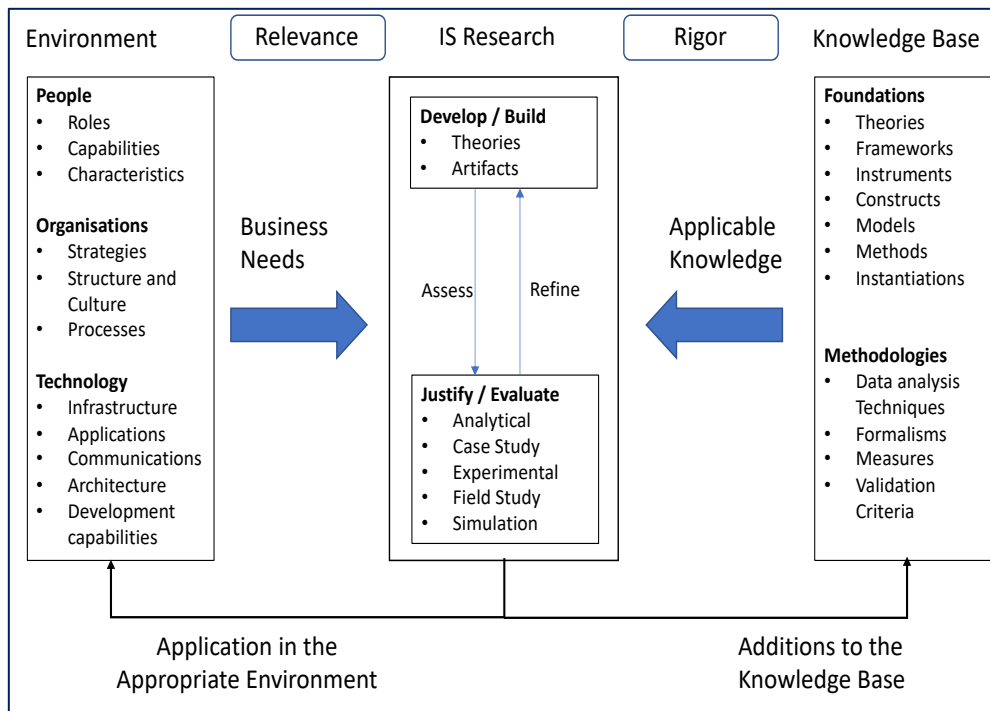 Environment
Relevance
IS Research
Rigor
Knowledge Base
People
• Roles
• Capabilities
• Characteristics
Organisations
• Strategies
• Structure and
Culture
• Processes
Technology
• Infrastructure
• Applications
• Communications
• Architecture
• Development
capabilities
Business
Needs
Develop / Build
• Theories
• Artifacts
Assess
Refine
Justify / Evaluate
• Analytical
• Case Study
• Experimental
• Field Study
• Simulation
Applicable
Knowledge
Foundations
• Theories
• Frameworks
• Instruments
• Constructs
• Models
• Methods
• Instantiations
Methodologies
• Data analysis
Techniques
• Formalisms
• Measures
• Validation
Criteria
Application in the
Appropriate Environment
Additions to the
Knowledge Base